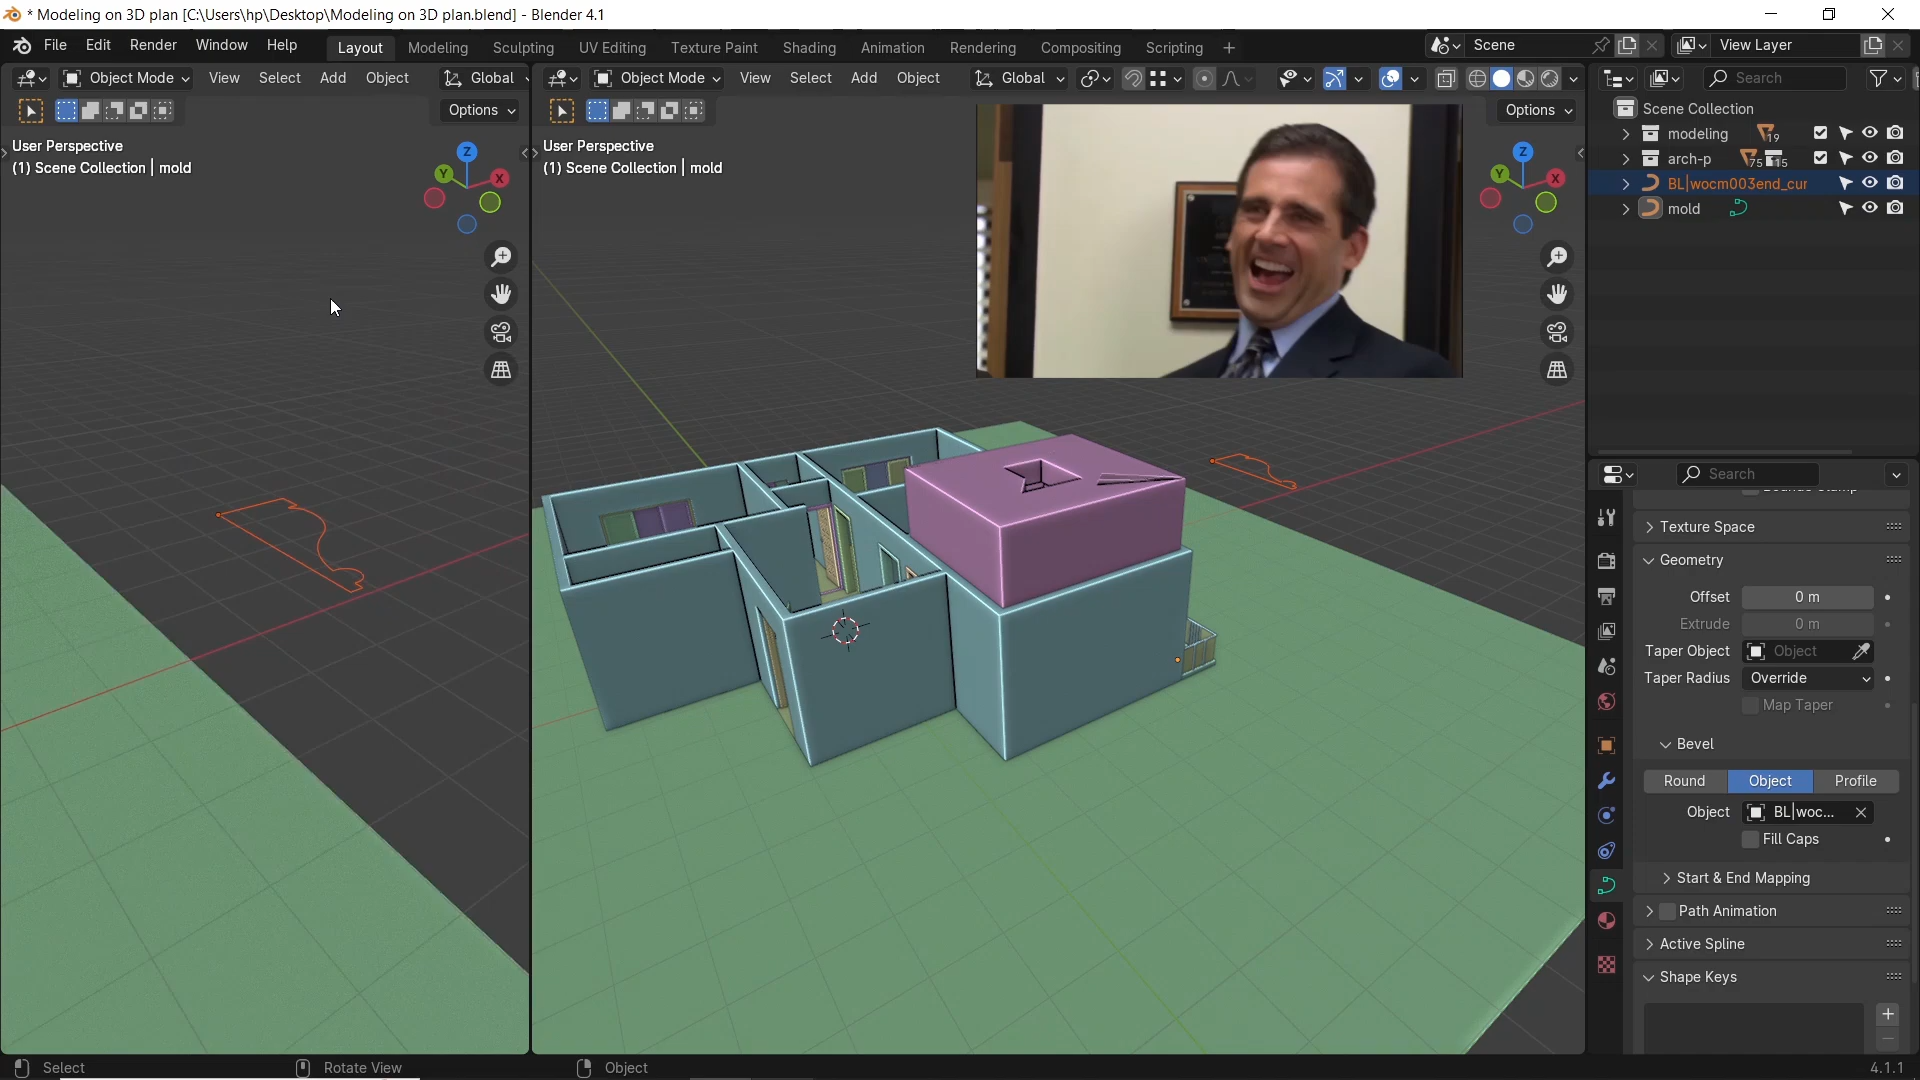 * Modeling on 3D plan [C:\Users\hp\Desktop\Modeling on 3D plan.blend] - Blender 4.1
File Edit Render Window Help Layout Modeling Sculpting UV Editing Texture Paint Shading Animation Rendering Compositing Scripting + Scene View Layer
Object Mode View Select Add Object Global Object Mode View Select Add Object Global Search
Options Options
User Perspective
(1) Scene Collection | mold
User Perspective
(1) Scene Collection | mold
Z
Y
X
Z
Y
X
Scene Collection
modeling 19
arch-p 75 15
BL|wocm003end_cur
mold
Search
Texture Space
Geometry
Offset 0 m
Extrude 0 m
Taper Object Object
Taper Radius Override
Map Taper
Bevel
Round Object Profile
Object BL|woc...
Fill Caps
Start & End Mapping
Path Animation
Active Spline
Shape Keys
Select Rotate View Object 4.1.1